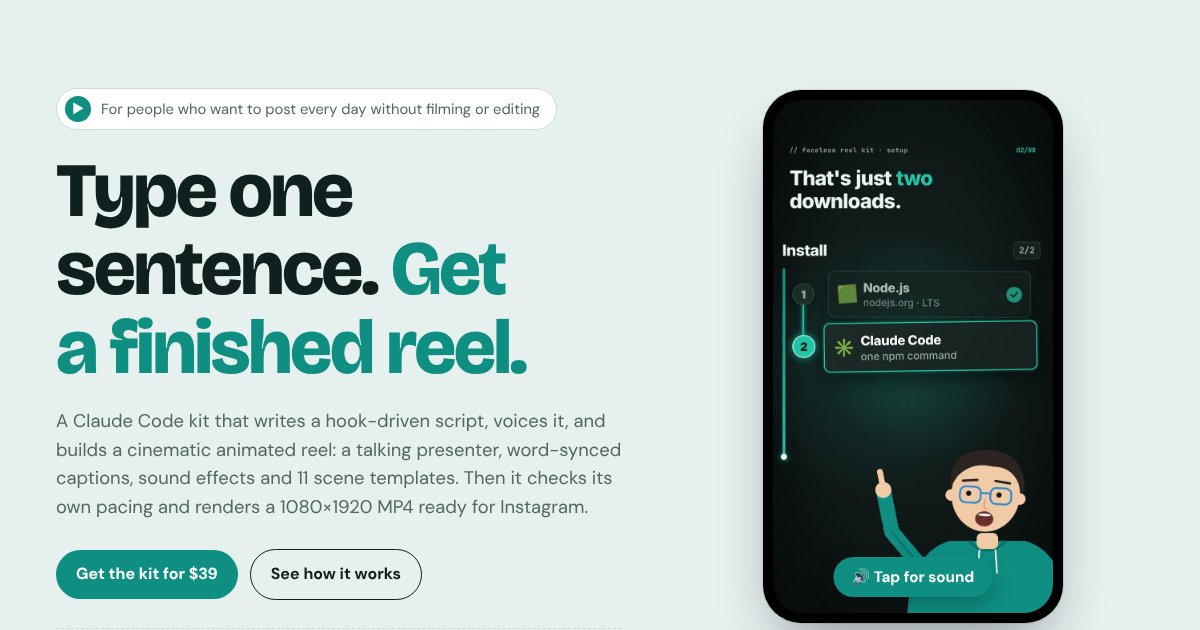 For people who want to post every day without filming or editing
Type one
sentence. Get
a finished reel.
A Claude Code kit that writes a hook-driven script, voices it, and
builds a cinematic animated reel: a talking presenter, word-synced
captions, sound effects and 11 scene templates. Then it checks its
own pacing and renders a 1080×1920 MP4 ready for Instagram.
Get the kit for $39
See how it works
// faceless reel kit · setup
02/08
That's just two
downloads.
Install
2/2
1
Node.js
nodejs.org · LTS
2
Claude Code
one npm command
🔊 Tap for sound